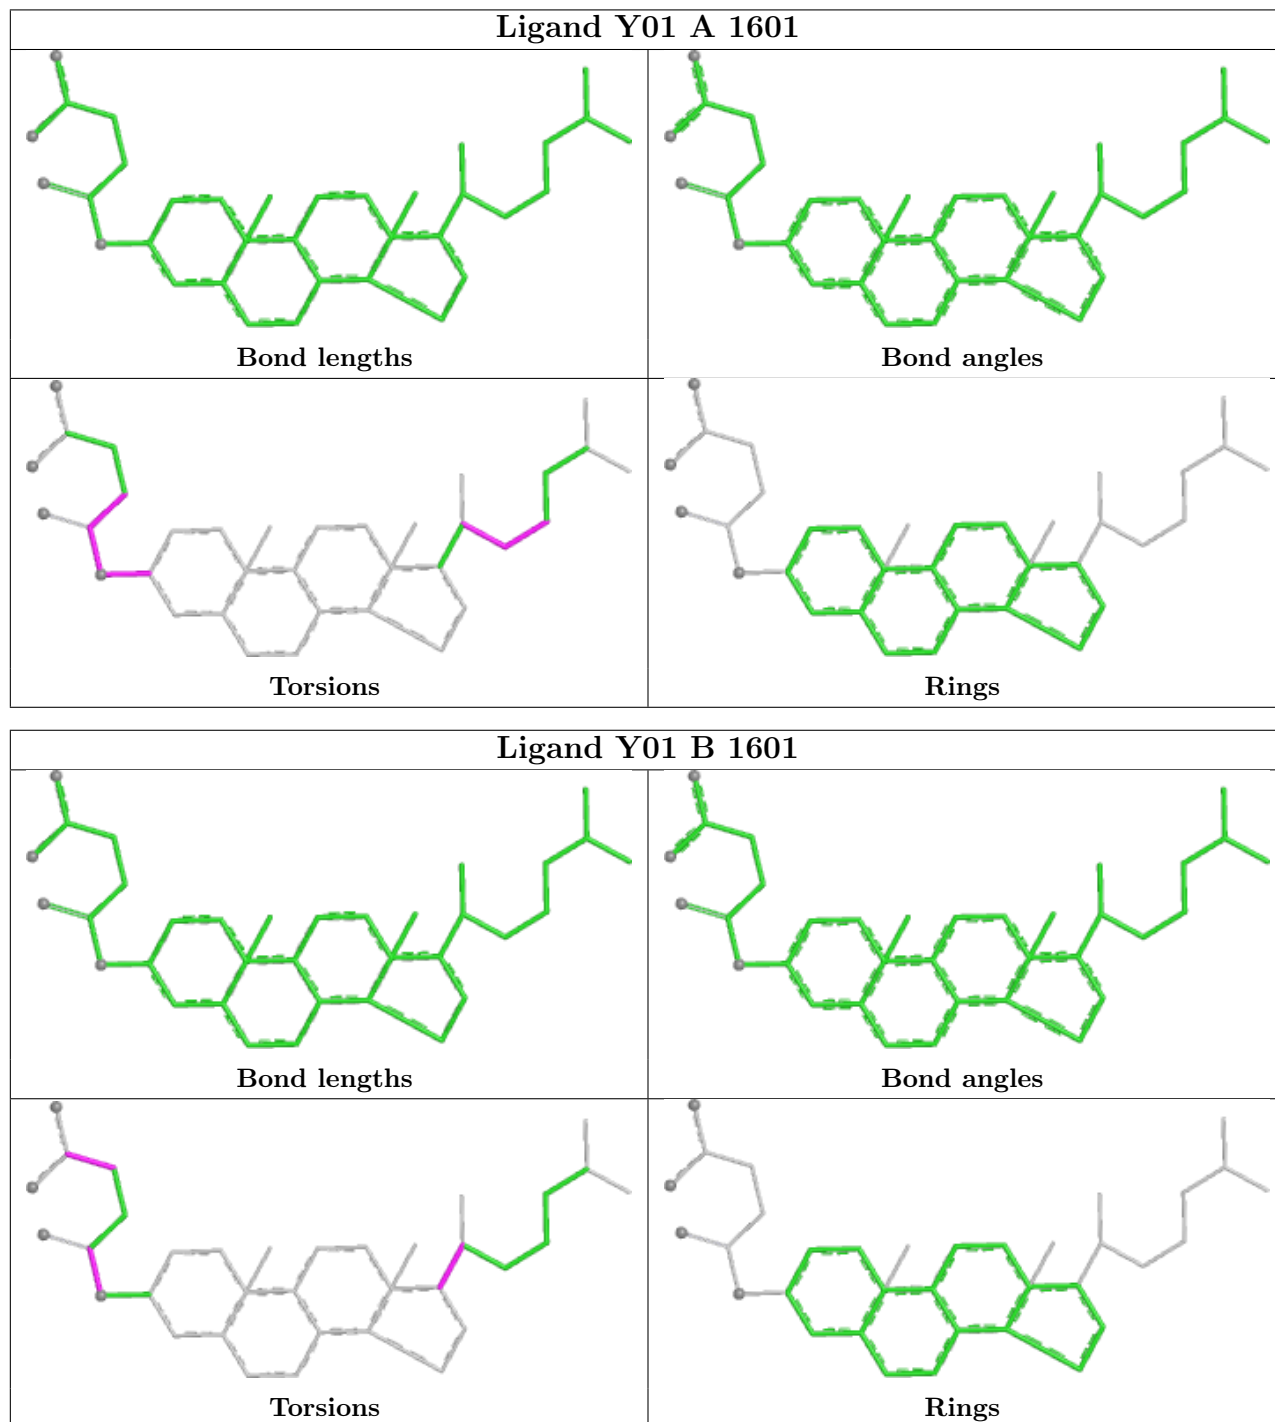 Ligand Y01 A 1601
Bond lengths
Bond angles
Torsions
Rings
Ligand Y01 B 1601
Bond lengths
Bond angles
Torsions
Rings